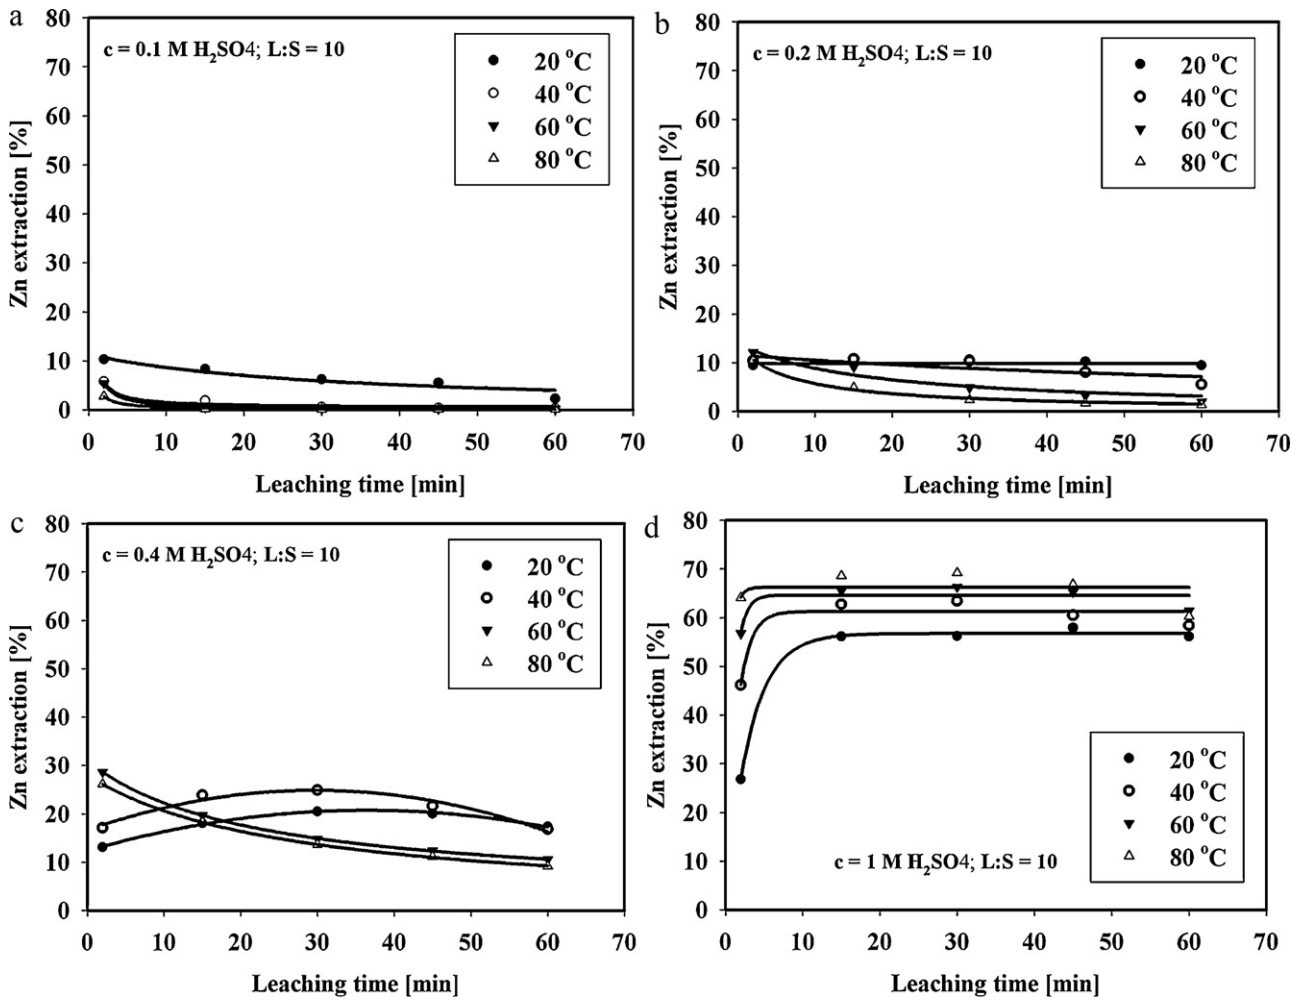 a
c = 0.1 M H₂SO4; L:S = 10
20 °C
40 °C
60 °C
80 °C
80
70
60
50
40
30
20
10
0
Zn extraction [%]
0 10 20 30 40 50 60 70
Leaching time [min]
b
c = 0.2 M H₂SO4; L:S = 10
20 °C
40 °C
60 °C
80 °C
80
70
60
50
40
30
20
10
0
Zn extraction [%]
0 10 20 30 40 50 60 70
Leaching time [min]
c
c = 0.4 M H₂SO4; L:S = 10
20 °C
40 °C
60 °C
80 °C
80
70
60
50
40
30
20
10
0
Zn extraction [%]
0 10 20 30 40 50 60 70
Leaching time [min]
d
80
70
60
50
40
30
20
10
0
Zn extraction [%]
20 °C
40 °C
60 °C
80 °C
c = 1 M H₂SO4; L:S = 10
0 10 20 30 40 50 60 70
Leaching time [min]